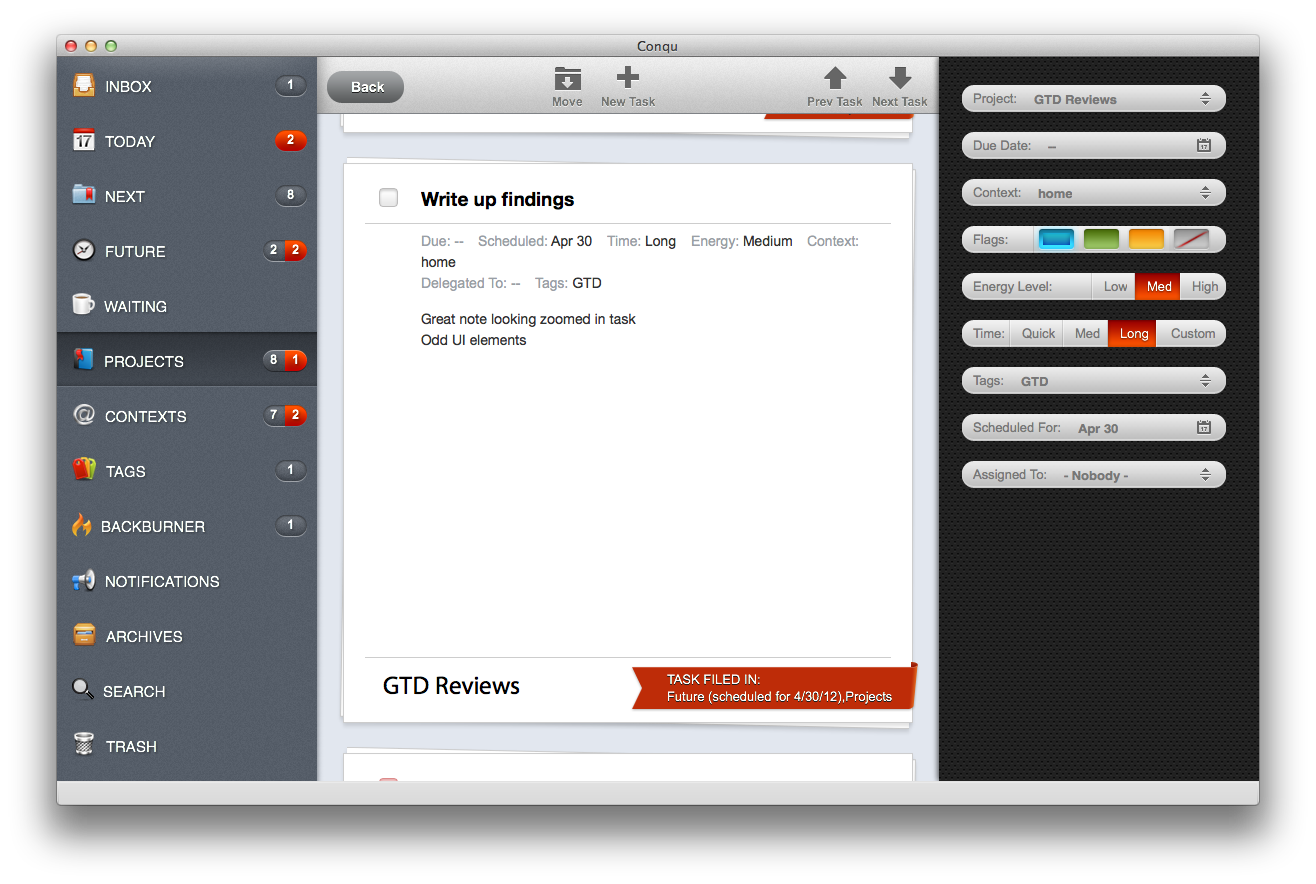 Conqu
INBOX 1
17 TODAY 2
NEXT 8
FUTURE 2 2
WAITING
PROJECTS 8 1
@ CONTEXTS 7 2
TAGS 1
BACKBURNER 1
NOTIFICATIONS
ARCHIVES
SEARCH
TRASH
Back
Move
New Task
Prev Task
Next Task
Write up findings
Due: -- Scheduled: Apr 30 Time: Long Energy: Medium Context:
home
Delegated To: -- Tags: GTD
Great note looking zoomed in task
Odd UI elements
GTD Reviews
TASK FILED IN:
Future (scheduled for 4/30/12),Projects
Project: GTD Reviews
Due Date: -- 17
Context: home
Flags:
Energy Level: Low Med High
Time: Quick Med Long Custom
Tags: GTD
Scheduled For: Apr 30 17
Assigned To: - Nobody -